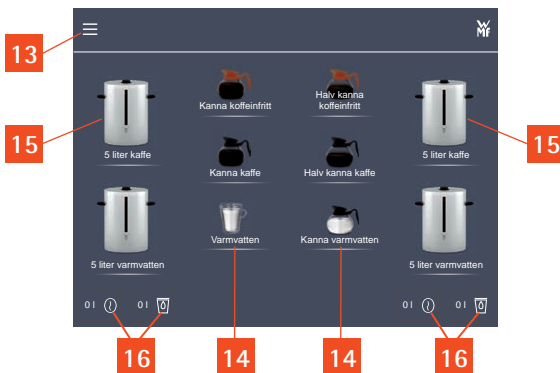 13
WMF
Kanna koffeinfritt
Halv kanna
koffeinfritt
15
15
5 liter kaffe
Kanna kaffe
Halv kanna kaffe
5 liter kaffe
Varmvatten
Kanna varmvatten
5 liter varmvatten
5 liter varmvatten
0 l 0 l 0 l 0 l
16 14 14 16